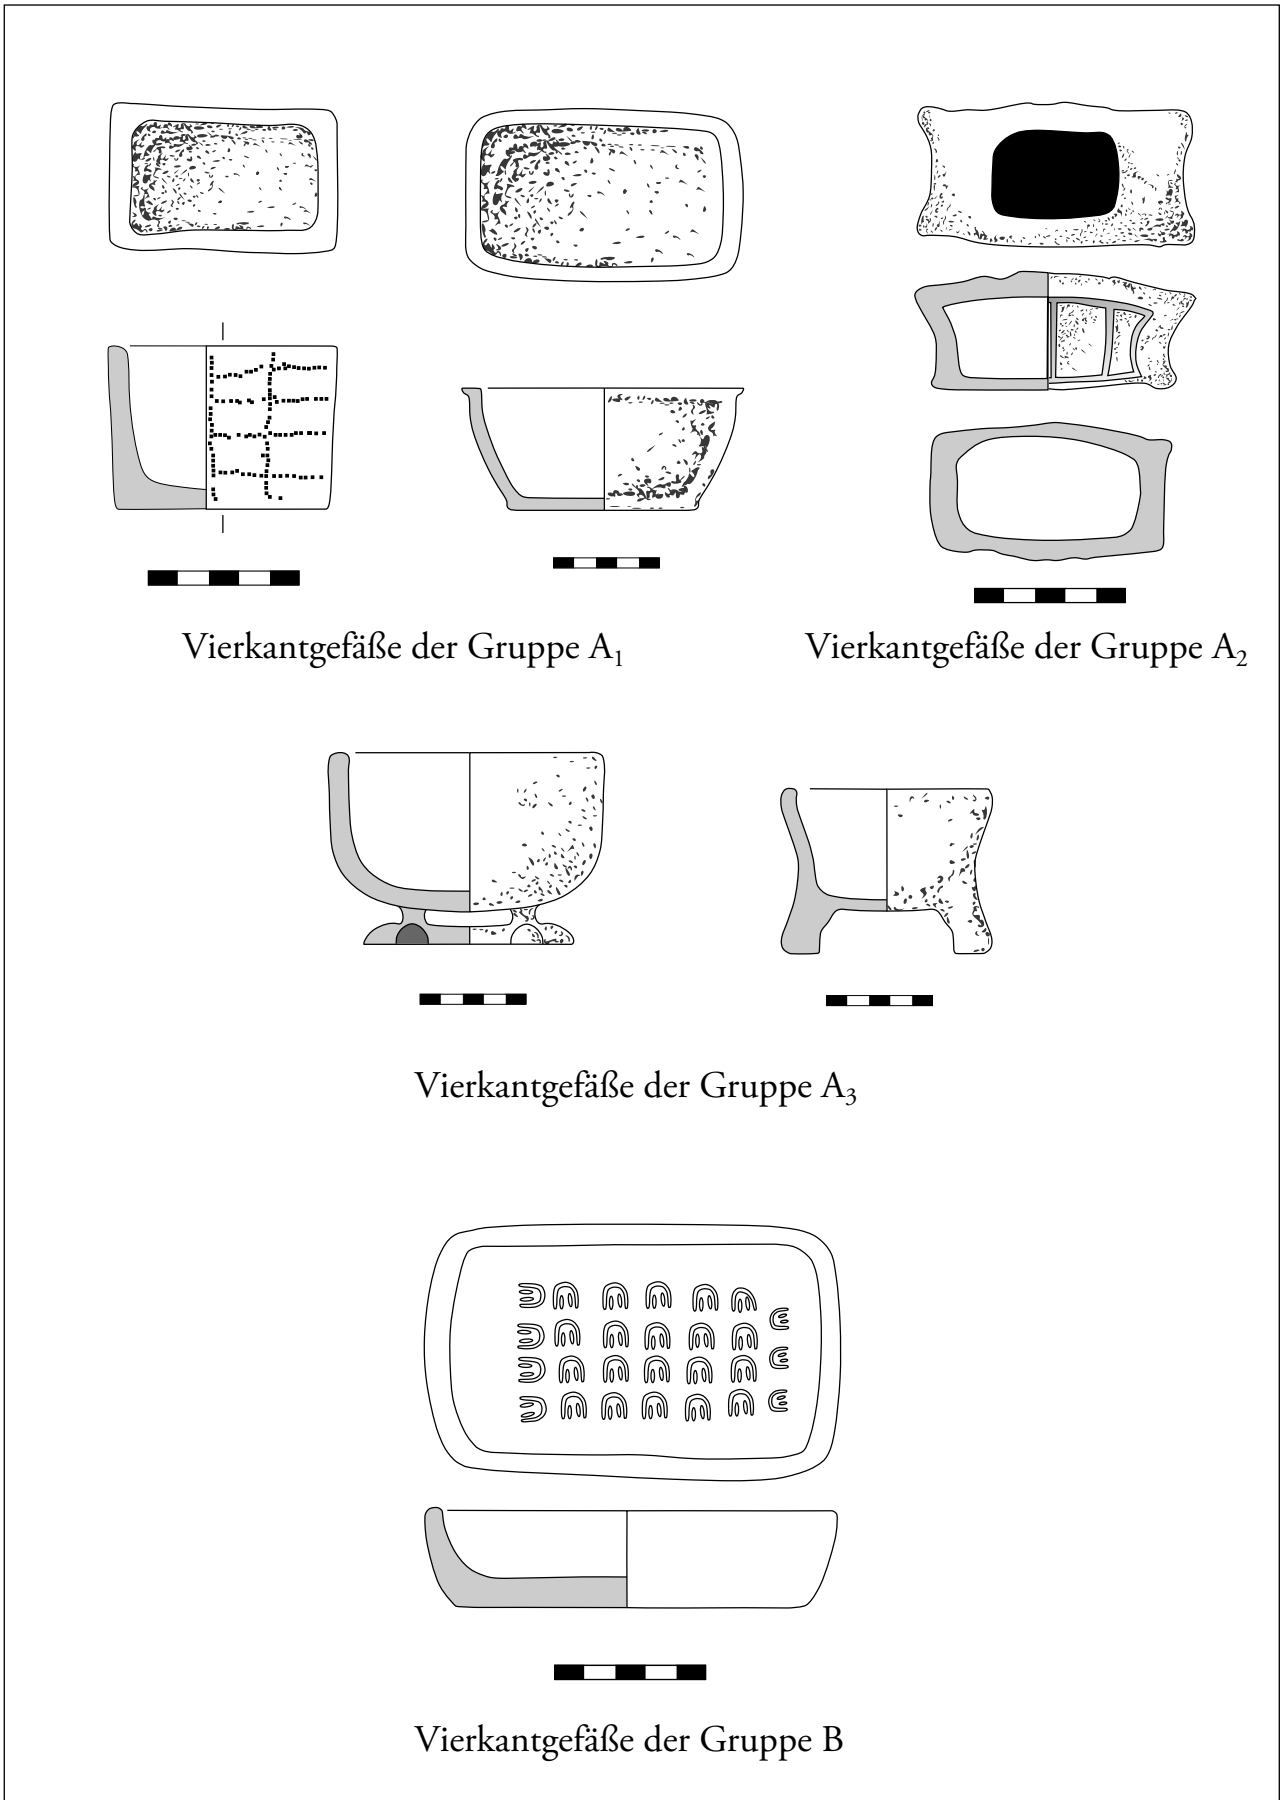 Vierkantgefäße der Gruppe A₁
Vierkantgefäße der Gruppe A₂
Vierkantgefäße der Gruppe A₃
Vierkantgefäße der Gruppe B